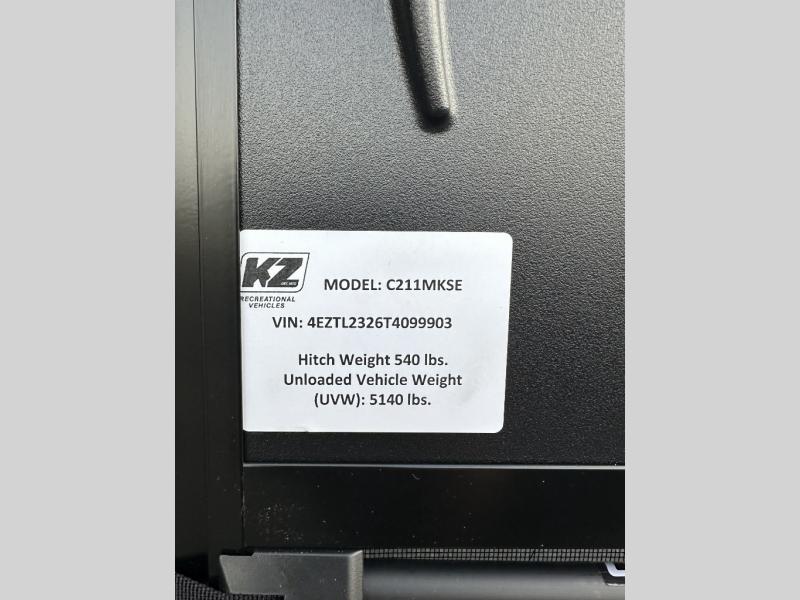 KZ
RECREATIONAL
VEHICLES
MODEL: C211MKSE
VIN: 4EZTL2326T4099903
Hitch Weight 540 lbs.
Unloaded Vehicle Weight
(UVW): 5140 lbs.